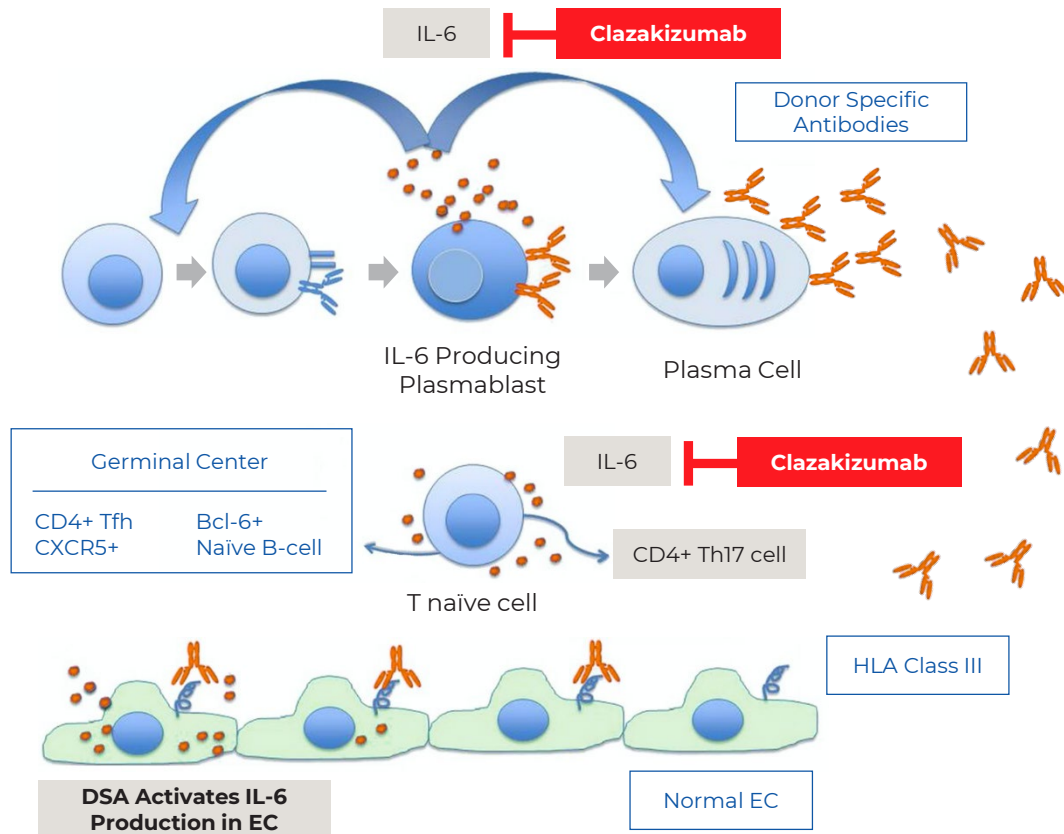 IL-6
Clazakizumab
Donor Specific
Antibodies
IL-6 Producing
Plasmablast
Plasma Cell
Germinal Center
CD4+ Tfh
CXCR5+
Bcl-6+
Naïve B-cell
IL-6
Clazakizumab
CD4+ Th17 cell
T naïve cell
HLA Class III
DSA Activates IL-6
Production in EC
Normal EC